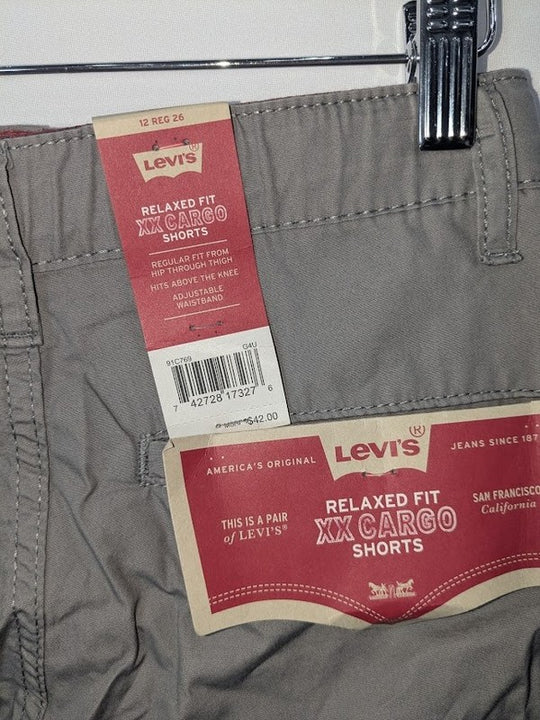 12 REG 26
Levi's®
RELAXED FIT
XX CARGO
SHORTS
REGULAR FIT FROM
HIP THROUGH THIGH
HITS ABOVE THE KNEE
ADJUSTABLE
WAISTBAND
91C769 G4U
7 42728 17327 6
MSRP $42.00
AMERICA'S ORIGINAL
Levi's®
JEANS SINCE 187
THIS IS A PAIR
of LEVI'S®
RELAXED FIT
XX CARGO
SHORTS
SAN FRANCISCO
California